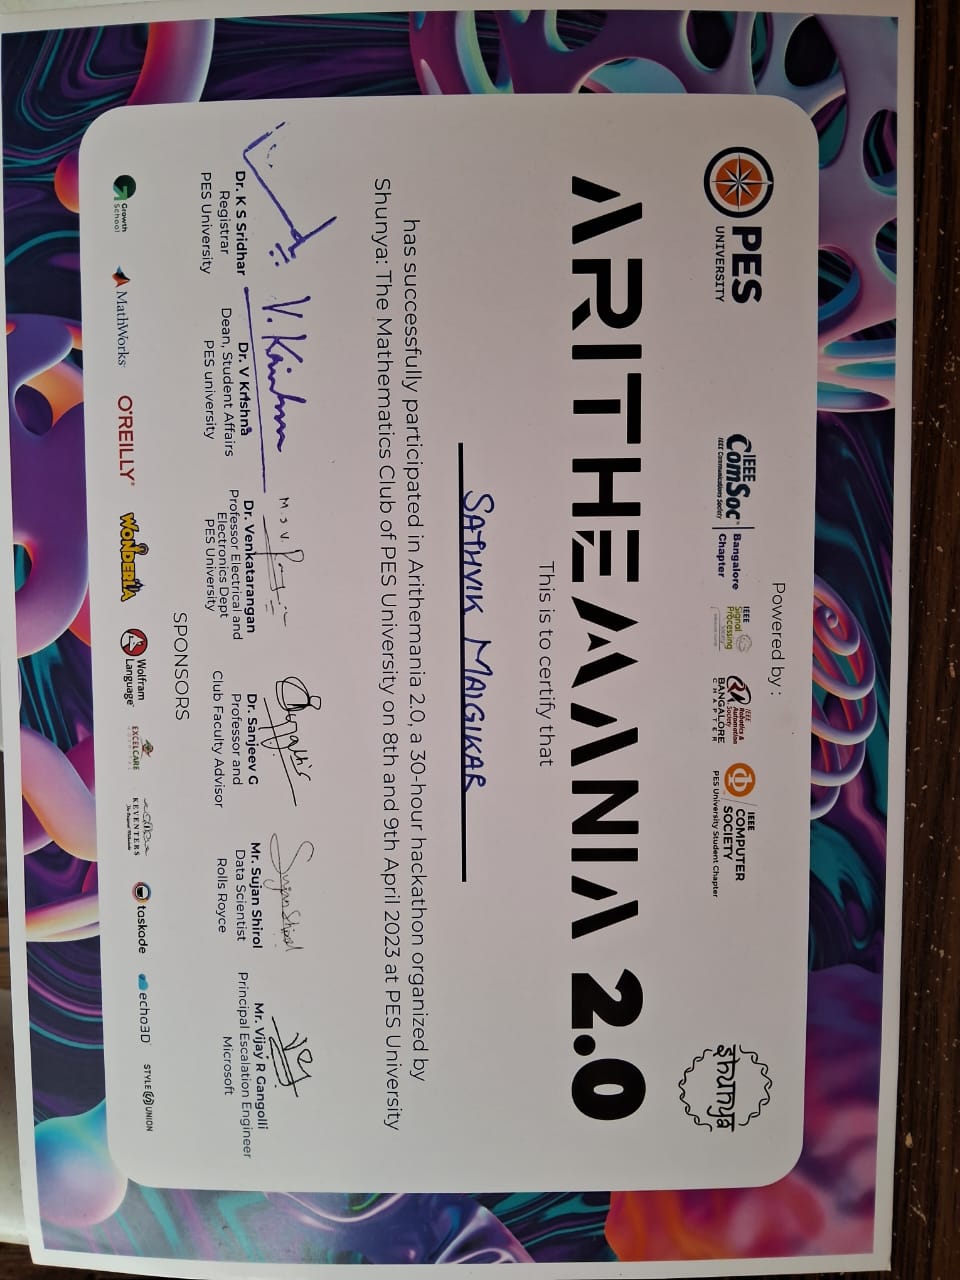 Powered by :
PES
UNIVERSITY
IEEE
ComSoc
IEEE Communications Society
Bangalore
Chapter
IEEE
Signal
Processing
Society
IEEE
Robotics &
Automation
Society
BANGALORE
CHAPTER
IEEE
COMPUTER
SOCIETY
PES University Student Chapter
Shunya
ARITHEMANIA 2.0
This is to certify that
SATHVIK MALGIKAR
has successfully participated in Arithemania 2.0, a 30-hour hackathon organized by
Shunya: The Mathematics Club of PES University on 8th and 9th April 2023 at PES University
V. Krishna
M. S V.
Sujan Shirol
Dr. K S Sridhar
Registrar
PES University
Dr. V Krishna
Dean, Student Affairs
PES university
Dr. Venkatarangan
Professor Electrical and
Electronics Dept
PES University
Dr. Sanjeev G
Professor and
Club Faculty Advisor
Mr. Sujan Shirol
Data Scientist
Rolls Royce
Mr. Vijay R Gangolli
Principal Escalation Engineer
Microsoft
SPONSORS
Growth
School
MathWorks
O'REILLY
WONDERLA
Wolfram
Language
EXCELCARE
HOSPITAL
KEVENTERS
The Original Milkshake
taskade
echo3D
STYLE UNION